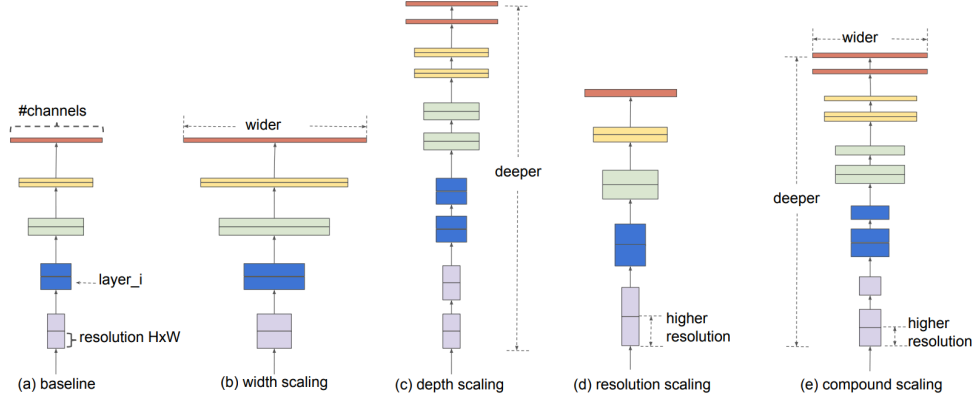 #channels
layer_i
resolution HxW
(a) baseline
wider
(b) width scaling
deeper
(c) depth scaling
higher
resolution
(d) resolution scaling
wider
deeper
higher
resolution
(e) compound scaling